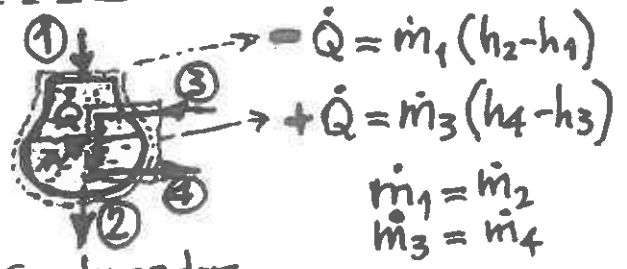 ① - Q̇ = ṁ₁ (h₂-h₁)
③
Q̇ + Q̇ = ṁ₃ (h₄-h₃)
④ ṁ₁ = ṁ₂
② ṁ₃ = ṁ₄